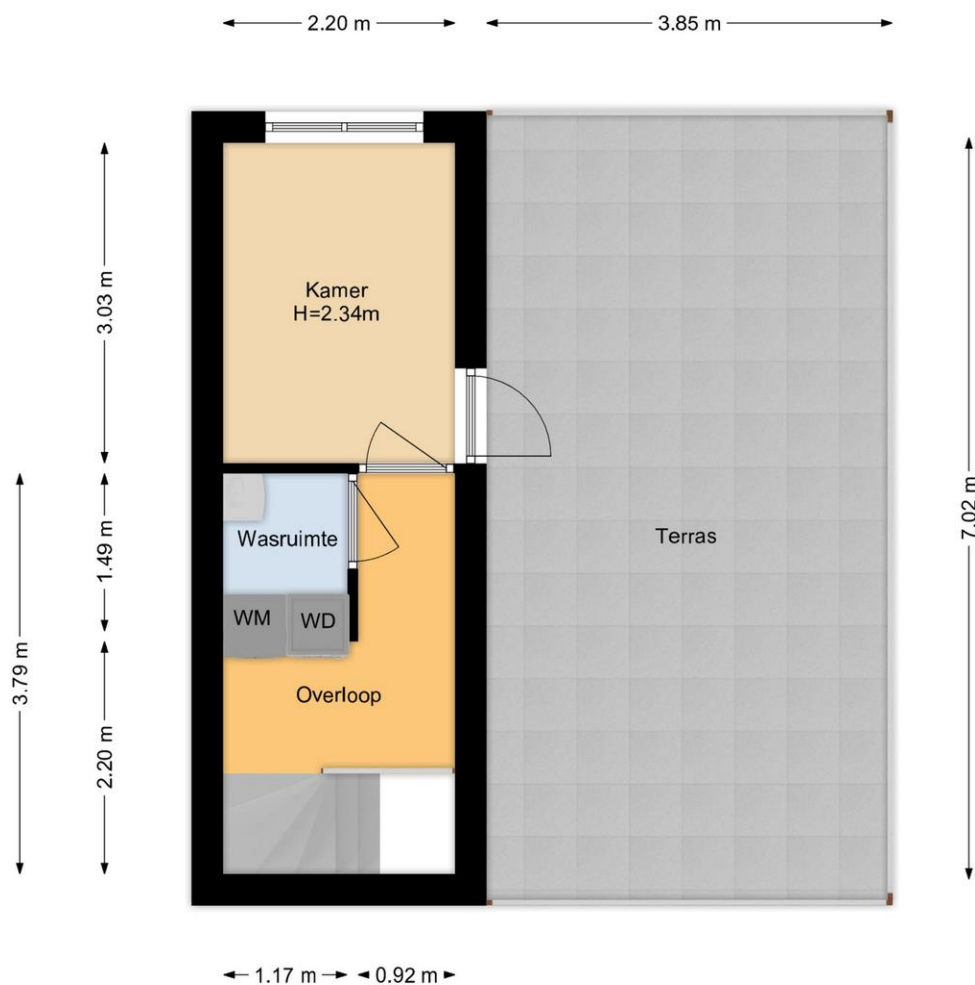 2.20 m
3.85 m
3.03 m
Kamer
H=2.34m
7.02 m
3.79 m
1.49 m
Wasruimte
Terras
WM
WD
Overloop
2.20 m
1.17 m
0.92 m